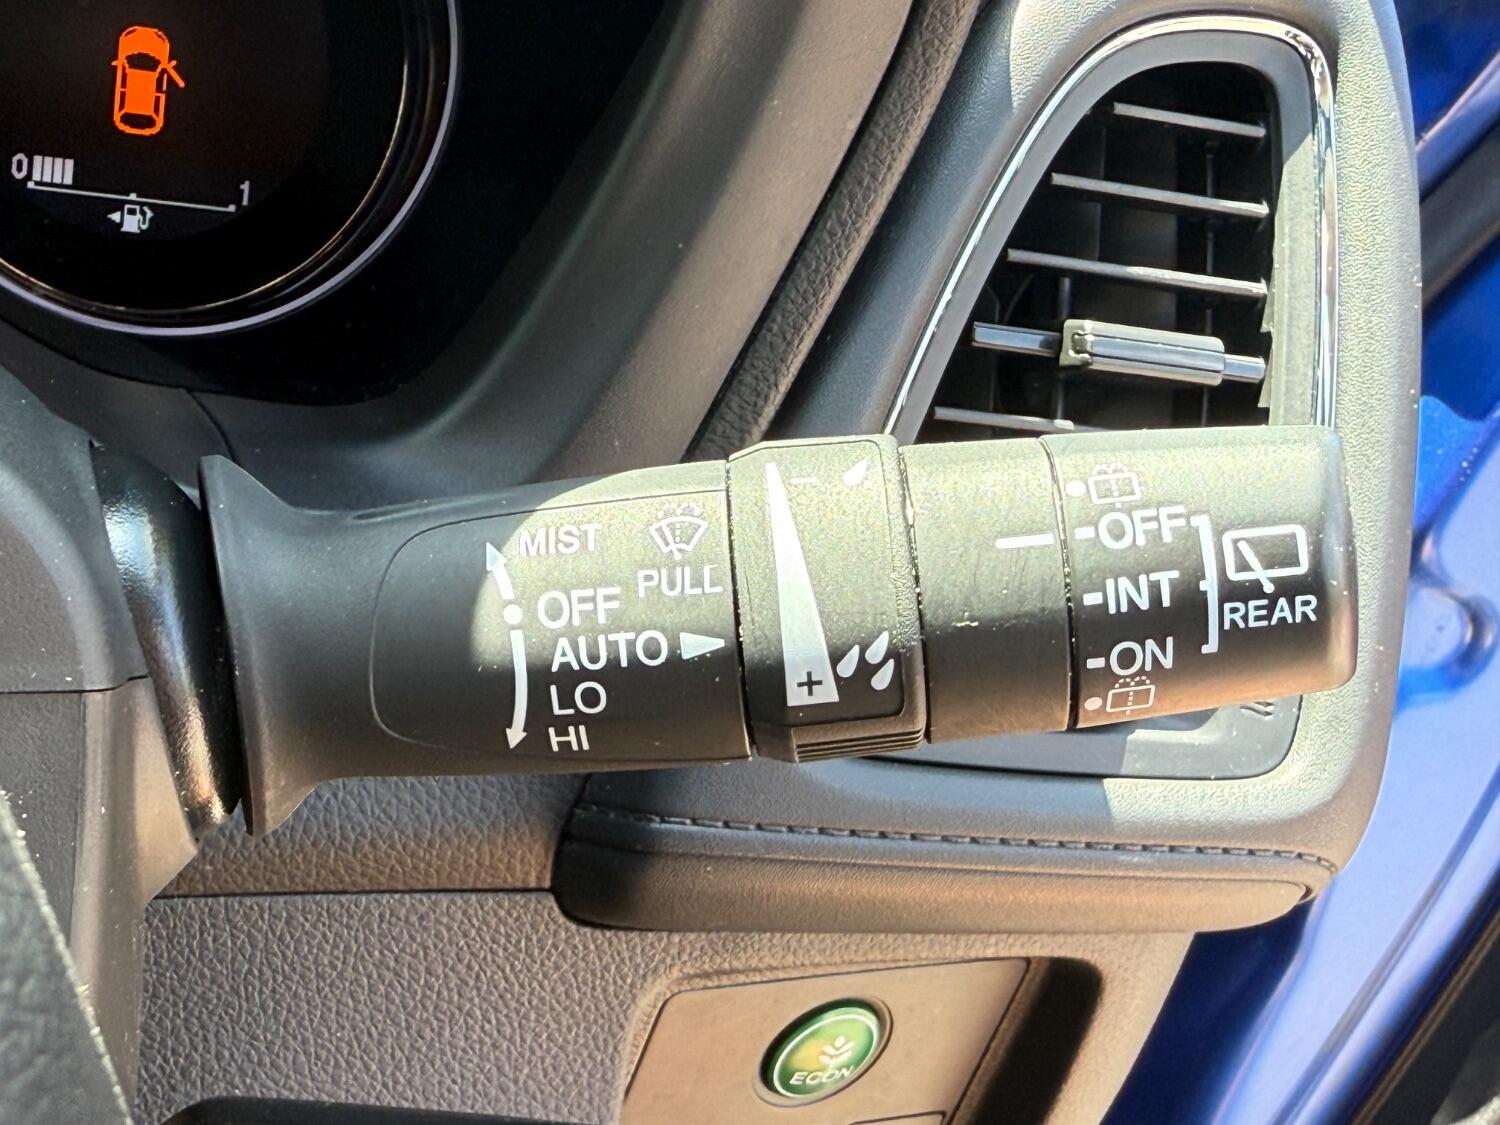 0 1
MIST
PULL
OFF
AUTO
LO
HI
- +
-OFF
-INT
-ON
REAR
ECON